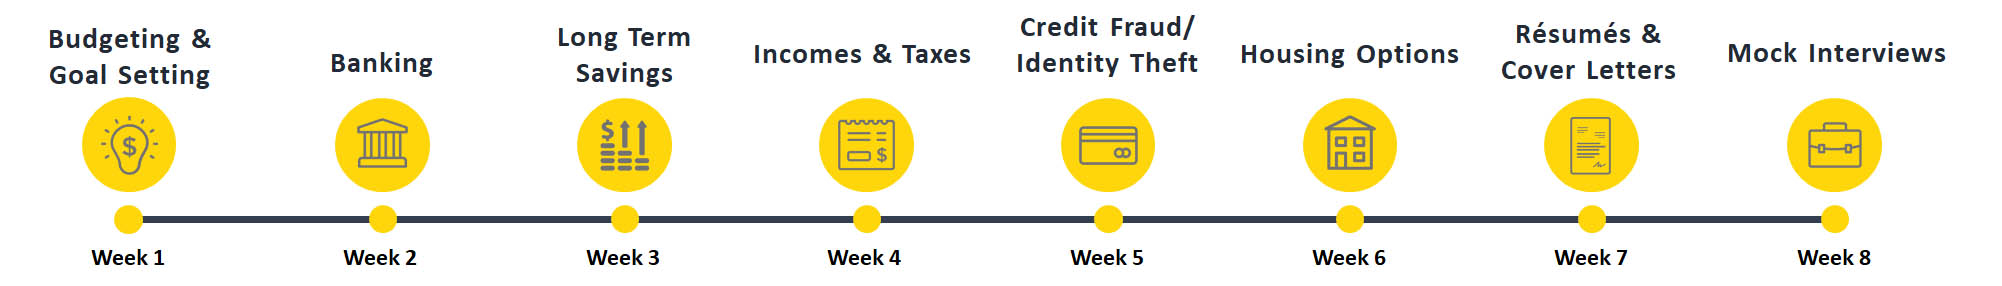 Budgeting &
Goal Setting
Banking
Long Term
Savings
Incomes & Taxes
Credit Fraud/
Identity Theft
Housing Options
Résumés &
Cover Letters
Mock Interviews
$
$
$
Week 1
Week 2
Week 3
Week 4
Week 5
Week 6
Week 7
Week 8